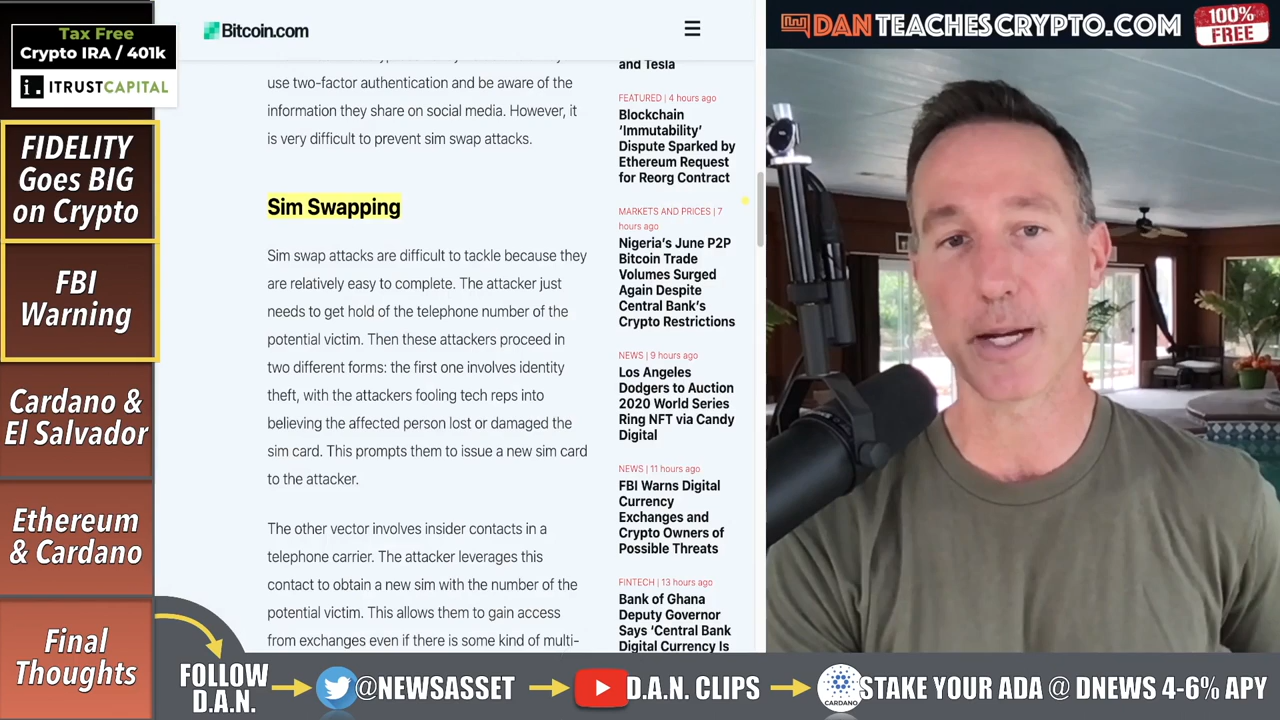 Tax Free
Crypto IRA / 401k
ITRUSTCAPITAL
FIDELITY
Goes BIG
on Crypto
FBI
Warning
Cardano &
El Salvador
Ethereum
& Cardano
Final
Thoughts
Bitcoin.com
use two-factor authentication and be aware of the
information they share on social media. However, it
is very difficult to prevent sim swap attacks.
Sim Swapping
Sim swap attacks are difficult to tackle because they
are relatively easy to complete. The attacker just
needs to get hold of the telephone number of the
potential victim. Then these attackers proceed in
two different forms: the first one involves identity
theft, with the attackers fooling tech reps into
believing the affected person lost or damaged the
sim card. This prompts them to issue a new sim card
to the attacker.
The other vector involves insider contacts in a
telephone carrier. The attacker leverages this
contact to obtain a new sim with the number of the
potential victim. This allows them to gain access
from exchanges even if there is some kind of multi-
and Tesla
FEATURED | 4 hours ago
Blockchain
‘Immutability’
Dispute Sparked by
Ethereum Request
for Reorg Contract
MARKETS AND PRICES | 7
hours ago
Nigeria’s June P2P
Bitcoin Trade
Volumes Surged
Again Despite
Central Bank’s
Crypto Restrictions
NEWS | 9 hours ago
Los Angeles
Dodgers to Auction
2020 World Series
Ring NFT via Candy
Digital
NEWS | 11 hours ago
FBI Warns Digital
Currency
Exchanges and
Crypto Owners of
Possible Threats
FINTECH | 13 hours ago
Bank of Ghana
Deputy Governor
Says ‘Central Bank
Digital Currency Is
DANTEACHESCRYPTO.COM
100%
FREE
FOLLOW
D.A.N.
@NEWSASSET
D.A.N. CLIPS
CARDANO
STAKE YOUR ADA @ DNEWS 4-6% APY